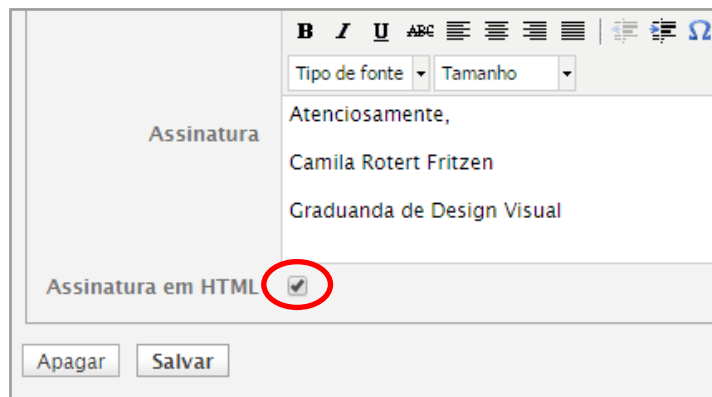 B I U ABC Ω
Tipo de fonte Tamanho
Atenciosamente,
Assinatura
Camila Rotert Fritzen
Graduanda de Design Visual
Assinatura em HTML
Apagar Salvar